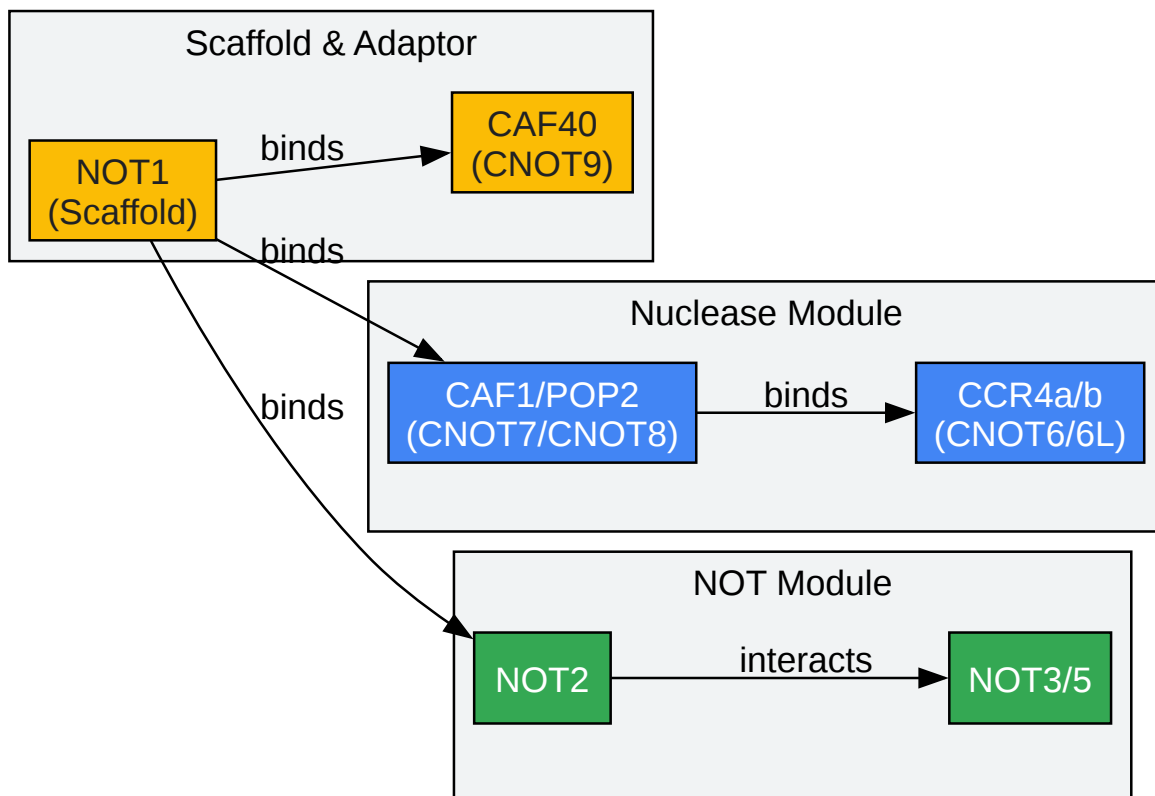 Scaffold & Adaptor
NOT1
(Scaffold)
binds
CAF40
(CNOT9)
binds
binds
Nuclease Module
CAF1/POP2
(CNOT7/CNOT8)
binds
CCR4a/b
(CNOT6/6L)
NOT Module
NOT2
interacts
NOT3/5